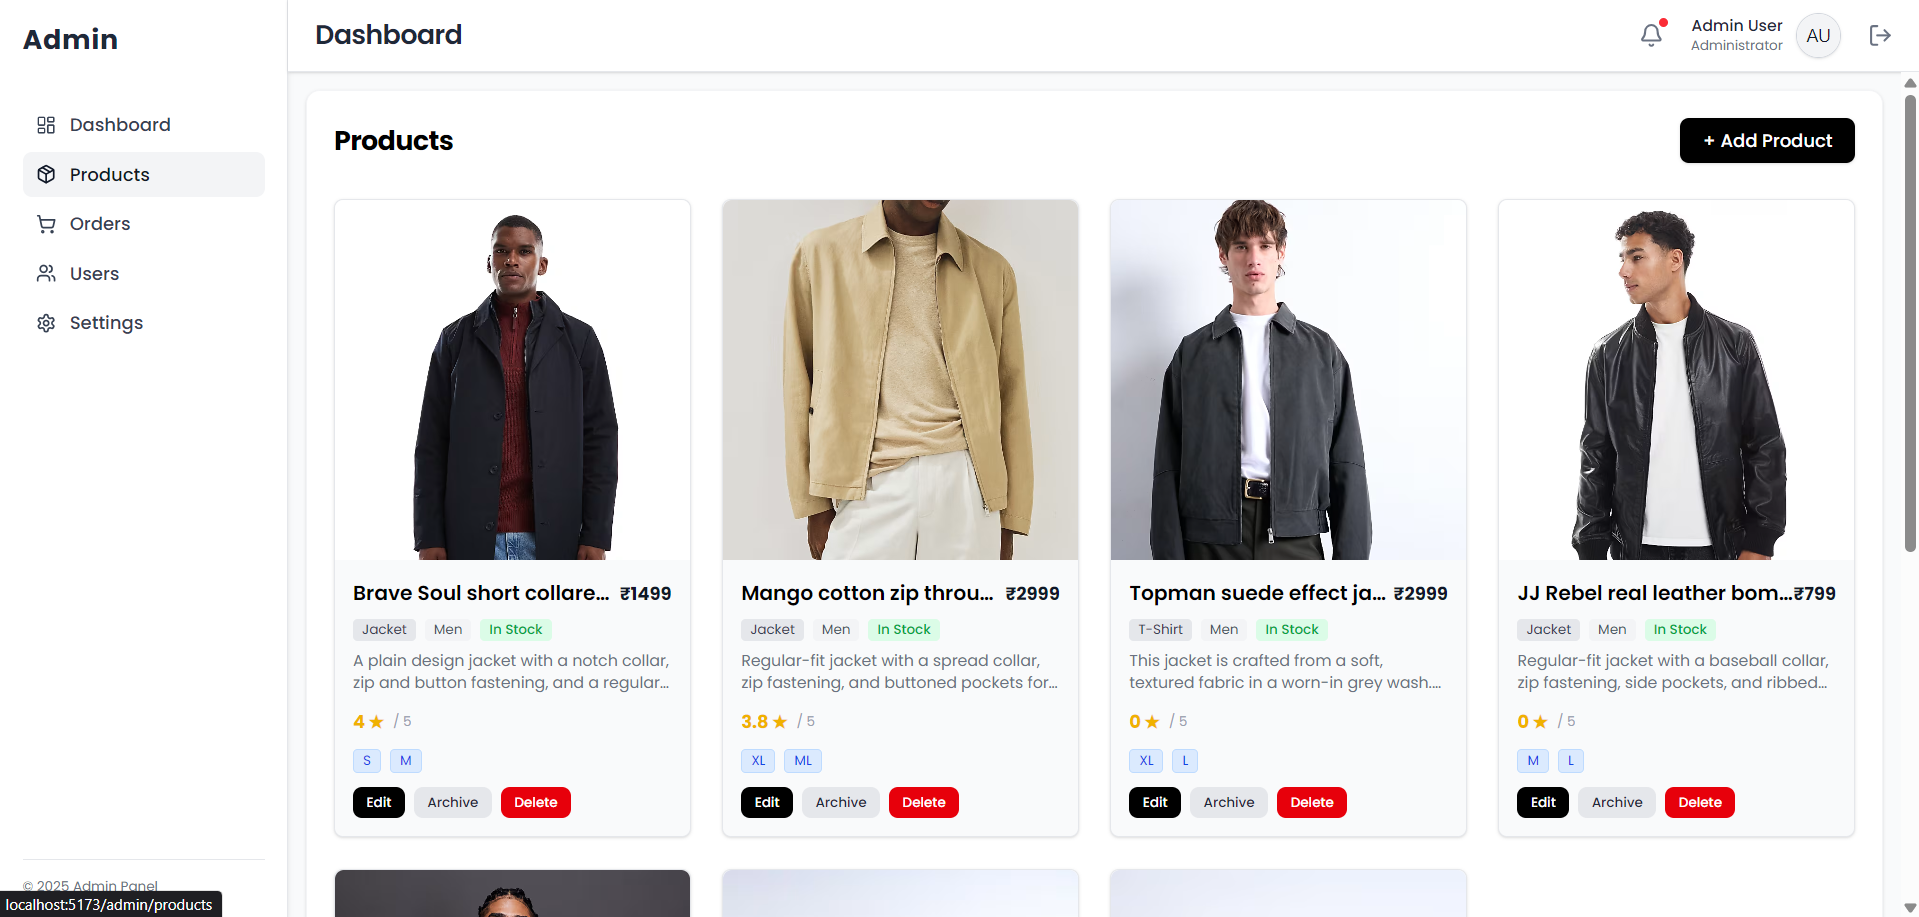 Admin
Dashboard
Products
Orders
Users
Settings
© 2025 Admin Panel
localhost:5173/admin/products
Dashboard
Admin User
Administrator
AU
Products
+ Add Product
Brave Soul short collare... ₹1499
Jacket Men In Stock
A plain design jacket with a notch collar,
zip and button fastening, and a regular...
4 ★ / 5
S M
Edit Archive Delete
Mango cotton zip throu... ₹2999
Jacket Men In Stock
Regular-fit jacket with a spread collar,
zip fastening, and buttoned pockets for...
3.8 ★ / 5
XL ML
Edit Archive Delete
Topman suede effect ja... ₹2999
T-Shirt Men In Stock
This jacket is crafted from a soft,
textured fabric in a worn-in grey wash....
0 ★ / 5
XL L
Edit Archive Delete
JJ Rebel real leather bom... ₹799
Jacket Men In Stock
Regular-fit jacket with a baseball collar,
zip fastening, side pockets, and ribbed...
0 ★ / 5
M L
Edit Archive Delete